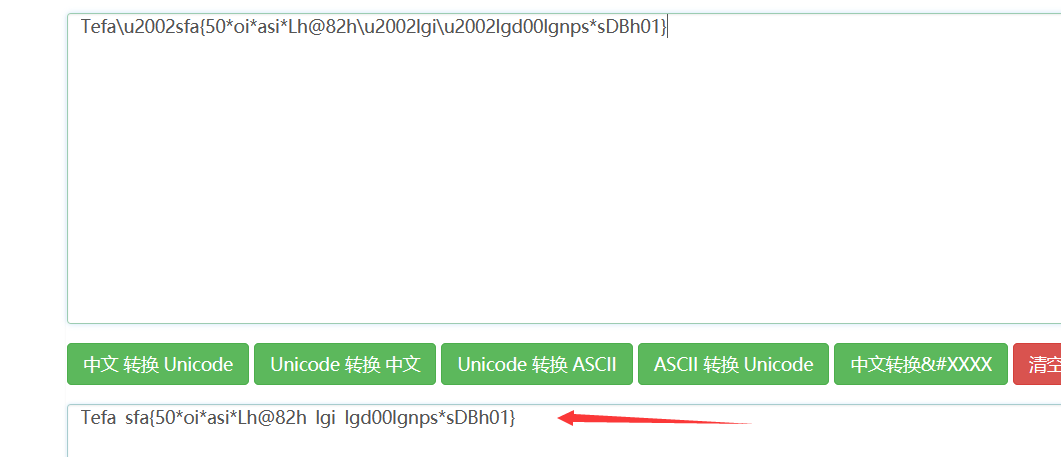 Tefa\u2002sfa{50*oi*asi*Lh@82h\u2002lgi\u2002lgd00lgnps*sDBh01}
中文 转换 Unicode
Unicode 转换 中文
Unicode 转换 ASCII
ASCII 转换 Unicode
中文转换&#XXXX
清空
Tefa sfa{50*oi*asi*Lh@82h lgi lgd00lgnps*sDBh01}